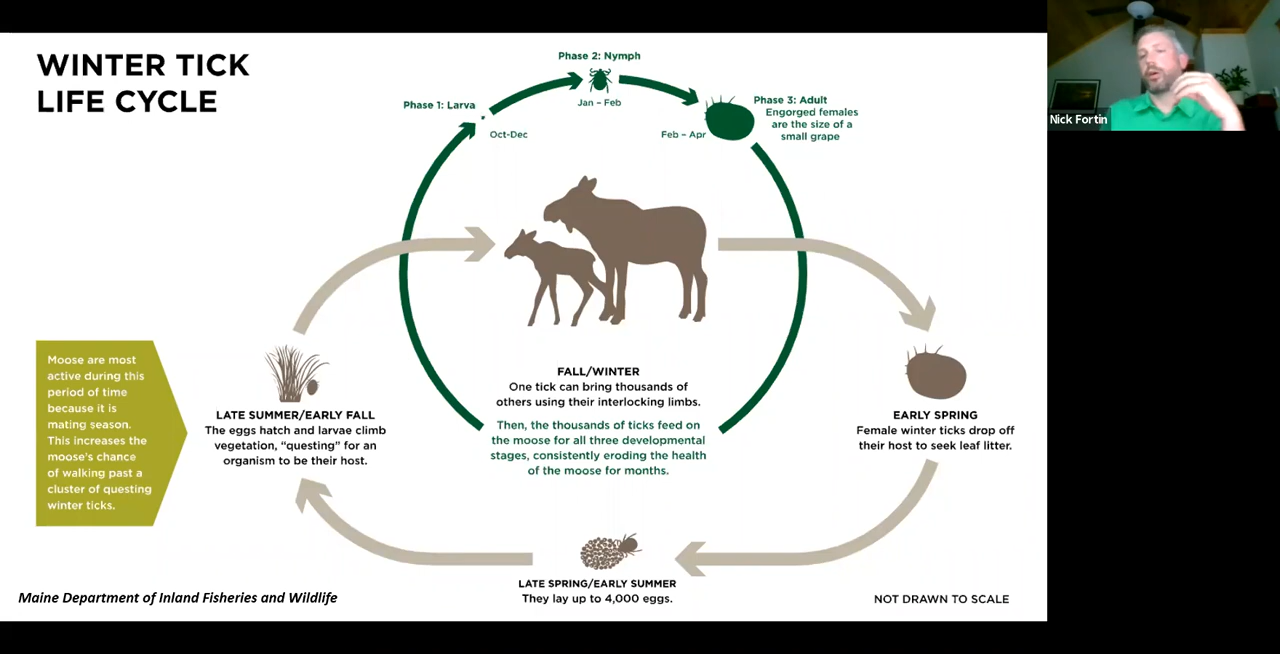 WINTER TICK
LIFE CYCLE
Phase 2: Nymph
Jan – Feb
Phase 1: Larva
Oct-Dec
Phase 3: Adult
Engorged females
are the size of a
small grape
Feb – Apr
Nick Fortin
FALL/WINTER
One tick can bring thousands of
others using their interlocking limbs.
Then, the thousands of ticks feed on
the moose for all three developmental
stages, consistently eroding the health
of the moose for months.
Moose are most
active during this
period of time
because it is
mating season.
This increases the
moose's chance
of walking past a
cluster of questing
winter ticks.
LATE SUMMER/EARLY FALL
The eggs hatch and larvae climb
vegetation, “questing” for an
organism to be their host.
EARLY SPRING
Female winter ticks drop off
their host to seek leaf litter.
LATE SPRING/EARLY SUMMER
They lay up to 4,000 eggs.
Maine Department of Inland Fisheries and Wildlife
NOT DRAWN TO SCALE